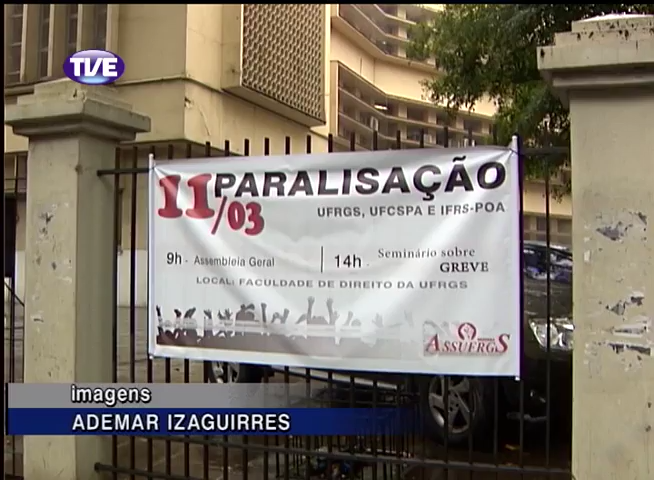 TVE
11/03 PARALISAÇÃO
UFRGS, UFCSPA E IFRS-POA
9h - Assembleia Geral
14h - Seminário sobre GREVE
LOCAL: FACULDADE DE DIREITO DA UFRGS
ASSUFRGS
imagens
ADEMAR IZAGUIRRES